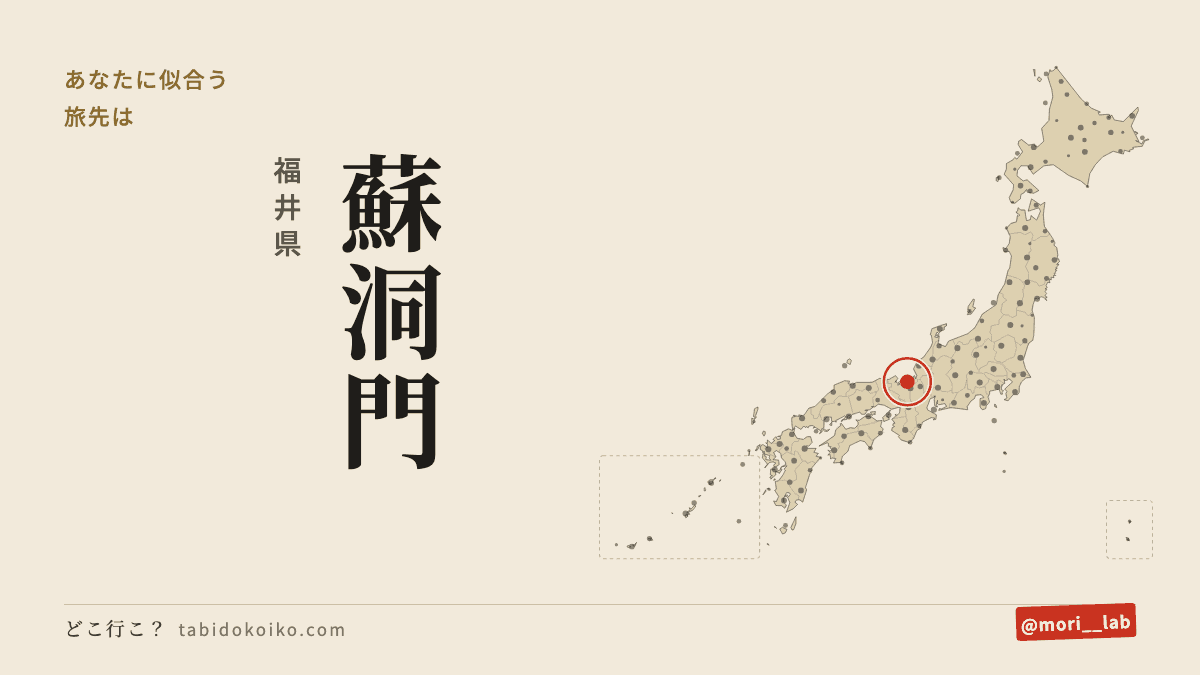 あなたに似合う
旅先は
蘇洞門
福井県
どこ行こ？ tabidokoiko.com
@mori__lab